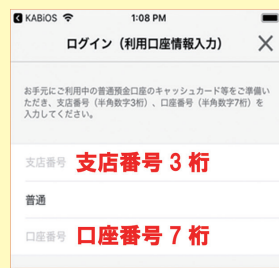 KABiOS 1:08 PM
ログイン（利用口座情報入力）
お手元にご利用中の普通預金口座のキャッシュカード等をご準備い
ただき、支店番号（半角数字3桁）、口座番号（半角数字7桁）を
入力してください。
支店番号 支店番号３桁
普通
口座番号 口座番号７桁